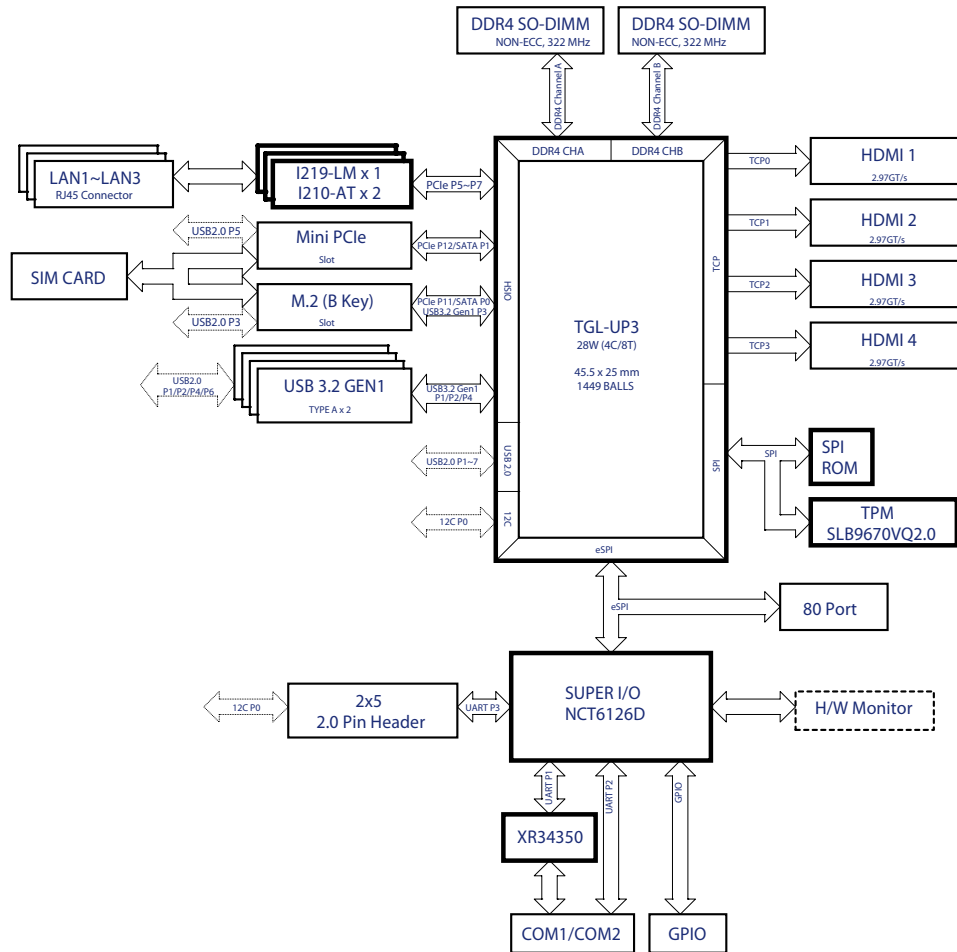 DDR4 SO-DIMM
NON-ECC, 322 MHz
DDR4 SO-DIMM
NON-ECC, 322 MHz
DDR4 Channel A
DDR4 Channel B
DDR4 CHA
DDR4 CHB
LAN1~LAN3
RJ45 Connector
I219-LM x 1
I210-AT x 2
PCIe P5~P7
TCP0
HDMI 1
2.97GT/s
USB2.0 P5
Mini PCIe
Slot
PCIe P12/SATA P1
TCP1
HDMI 2
2.97GT/s
SIM CARD
M.2 (B Key)
Slot
PCIe P11/SATA P0
USB3.2 Gen1 P3
USB2.0 P3
HSIO
TCP
TCP2
HDMI 3
2.97GT/s
TGL-UP3
28W (4C/8T)
45.5 x 25 mm
1449 BALLS
TCP3
HDMI 4
2.97GT/s
USB2.0
P1/P2/P4/P6
USB 3.2 GEN1
TYPE A x 2
USB3.2 Gen1
P1/P2/P4
USB2.0 P1~7
USB 2.0
SPI
SPI
SPI
ROM
12C P0
12C
TPM
SLB9670VQ2.0
eSPI
eSPI
80 Port
12C P0
2x5
2.0 Pin Header
UART P3
SUPER I/O
NCT6126D
H/W Monitor
UART P1
UART P2
GPIO
XR34350
COM1/COM2
GPIO